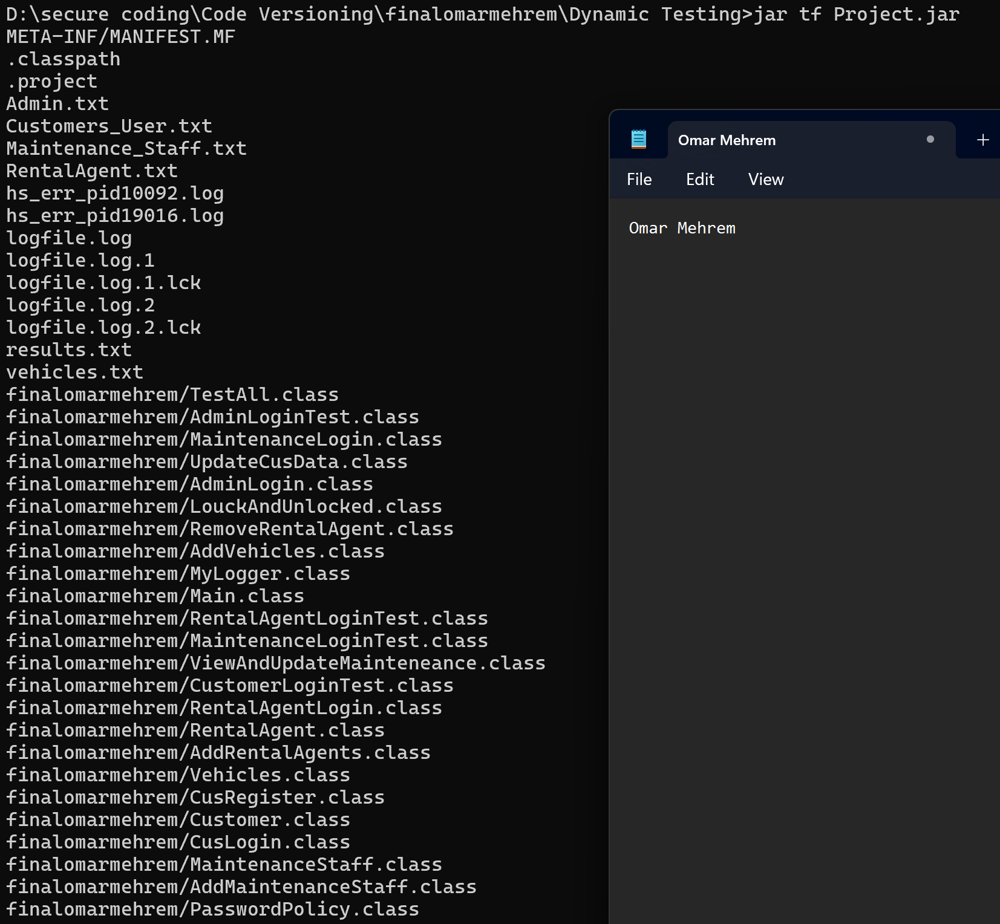 D:\secure coding\Code Versioning\finalomarmehrem\Dynamic Testing>jar tf Project.jar
META-INF/MANIFEST.MF
.classpath
.project
Admin.txt
Customers_User.txt
Maintenance_Staff.txt
RentalAgent.txt
hs_err_pid10092.log
hs_err_pid19016.log
logfile.log
logfile.log.1
logfile.log.1.lck
logfile.log.2
logfile.log.2.lck
results.txt
vehicles.txt
finalomarmehrem/TestAll.class
finalomarmehrem/AdminLoginTest.class
finalomarmehrem/MaintenanceLogin.class
finalomarmehrem/UpdateCusData.class
finalomarmehrem/AdminLogin.class
finalomarmehrem/LouckAndUnlocked.class
finalomarmehrem/RemoveRentalAgent.class
finalomarmehrem/AddVehicles.class
finalomarmehrem/MyLogger.class
finalomarmehrem/Main.class
finalomarmehrem/RentalAgentLoginTest.class
finalomarmehrem/MaintenanceLoginTest.class
finalomarmehrem/ViewAndUpdateMainteneance.class
finalomarmehrem/CustomerLoginTest.class
finalomarmehrem/RentalAgentLogin.class
finalomarmehrem/RentalAgent.class
finalomarmehrem/AddRentalAgents.class
finalomarmehrem/Vehicles.class
finalomarmehrem/CusRegister.class
finalomarmehrem/Customer.class
finalomarmehrem/CusLogin.class
finalomarmehrem/MaintenanceStaff.class
finalomarmehrem/AddMaintenanceStaff.class
finalomarmehrem/PasswordPolicy.class
Omar Mehrem
File Edit View
Omar Mehrem